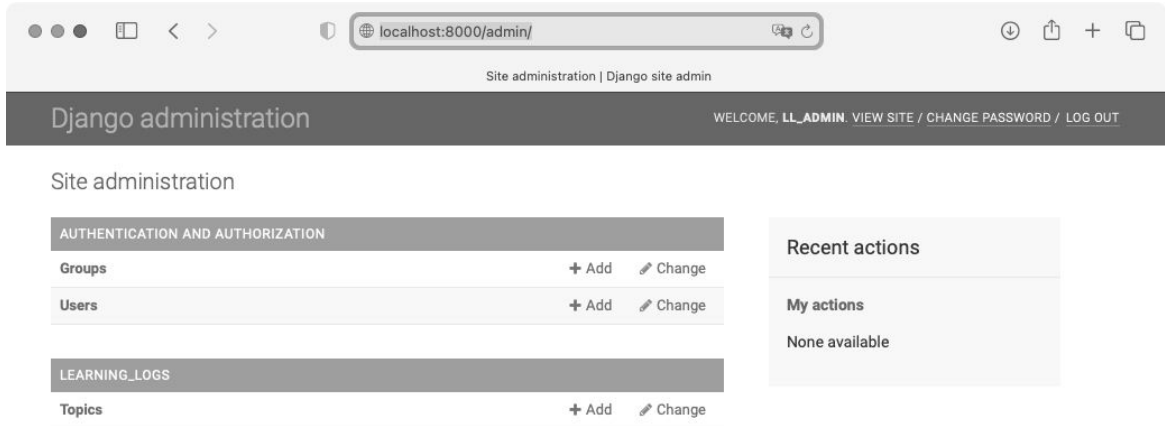 localhost:8000/admin/
Site administration | Django site admin
Django administration
WELCOME, LL_ADMIN. VIEW SITE / CHANGE PASSWORD / LOG OUT
Site administration
AUTHENTICATION AND AUTHORIZATION
Groups + Add Change
Users + Add Change
LEARNING_LOGS
Topics + Add Change
Recent actions
My actions
None available